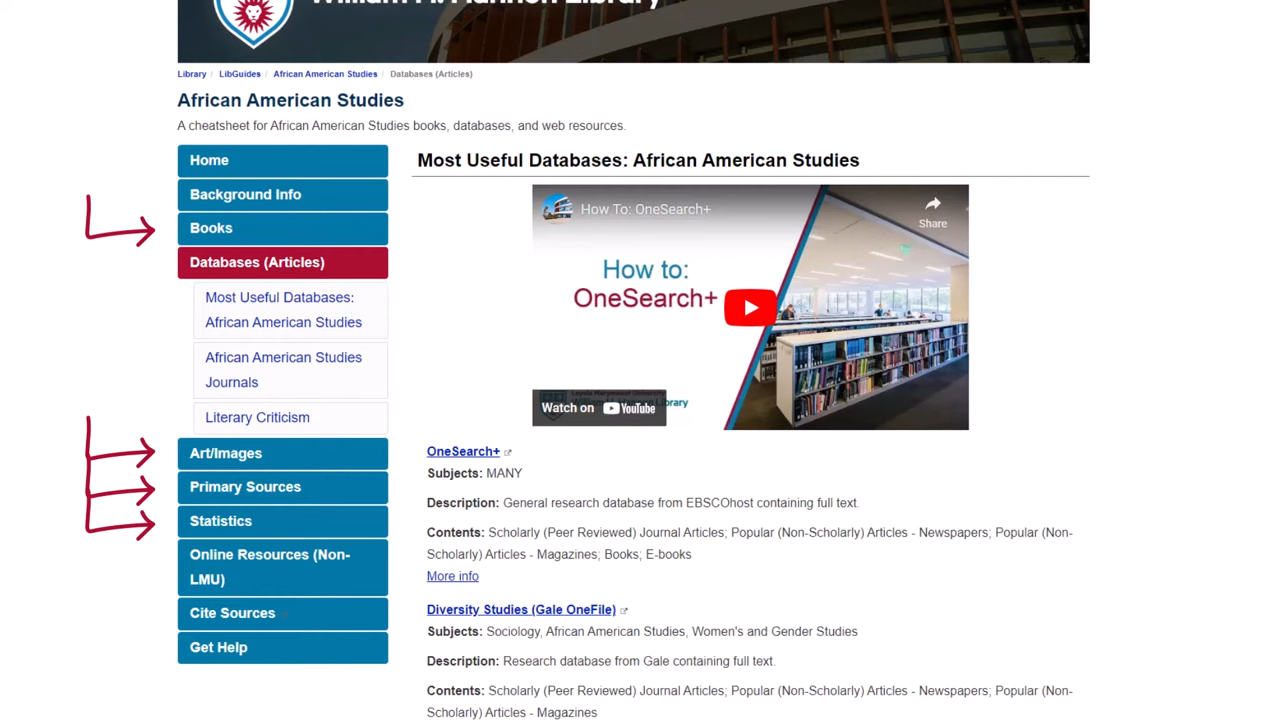 William H. Hannon Library
Library / LibGuides / African American Studies / Databases (Articles)
African American Studies
A cheatsheet for African American Studies books, databases, and web resources.
Home
Background Info
Books
Databases (Articles)
Most Useful Databases:
African American Studies
African American Studies
Journals
Literary Criticism
Art/Images
Primary Sources
Statistics
Online Resources (Non-
LMU)
Cite Sources
Get Help
Most Useful Databases: African American Studies
How To: OneSearch+
Share
How to:
OneSearch+
Watch on YouTube
OneSearch+
Subjects: MANY
Description: General research database from EBSCOhost containing full text.
Contents: Scholarly (Peer Reviewed) Journal Articles; Popular (Non-Scholarly) Articles - Newspapers; Popular (Non-
Scholarly) Articles - Magazines; Books; E-books
More info
Diversity Studies (Gale OneFile)
Subjects: Sociology, African American Studies, Women's and Gender Studies
Description: Research database from Gale containing full text.
Contents: Scholarly (Peer Reviewed) Journal Articles; Popular (Non-Scholarly) Articles - Newspapers; Popular (Non-
Scholarly) Articles - Magazines